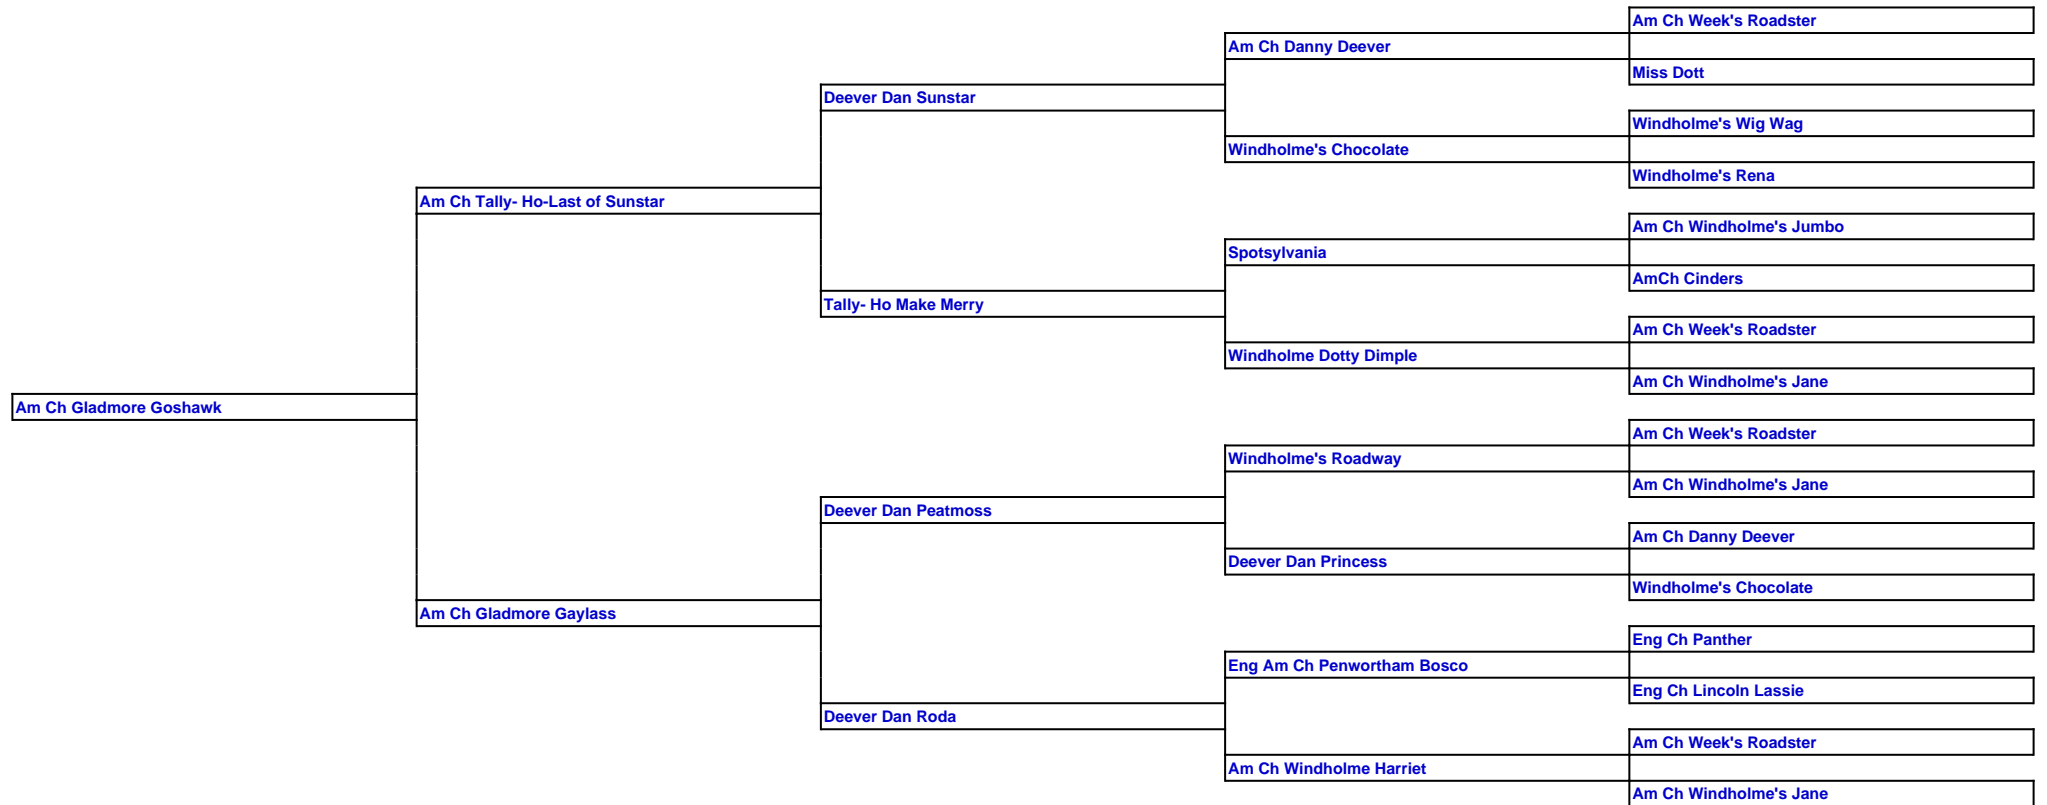 Am Ch Week's Roadster
Am Ch Danny Deever
Miss Dott
Deever Dan Sunstar
Windholme's Wig Wag
Windholme's Chocolate
Windholme's Rena
Am Ch Tally- Ho-Last of Sunstar
Am Ch Windholme's Jumbo
Spotsylvania
AmCh Cinders
Tally- Ho Make Merry
Am Ch Week's Roadster
Windholme Dotty Dimple
Am Ch Windholme's Jane
Am Ch Gladmore Goshawk
Am Ch Week's Roadster
Windholme's Roadway
Am Ch Windholme's Jane
Deever Dan Peatmoss
Am Ch Danny Deever
Deever Dan Princess
Windholme's Chocolate
Am Ch Gladmore Gaylass
Eng Ch Panther
Eng Am Ch Penwortham Bosco
Eng Ch Lincoln Lassie
Deever Dan Roda
Am Ch Week's Roadster
Am Ch Windholme Harriet
Am Ch Windholme's Jane